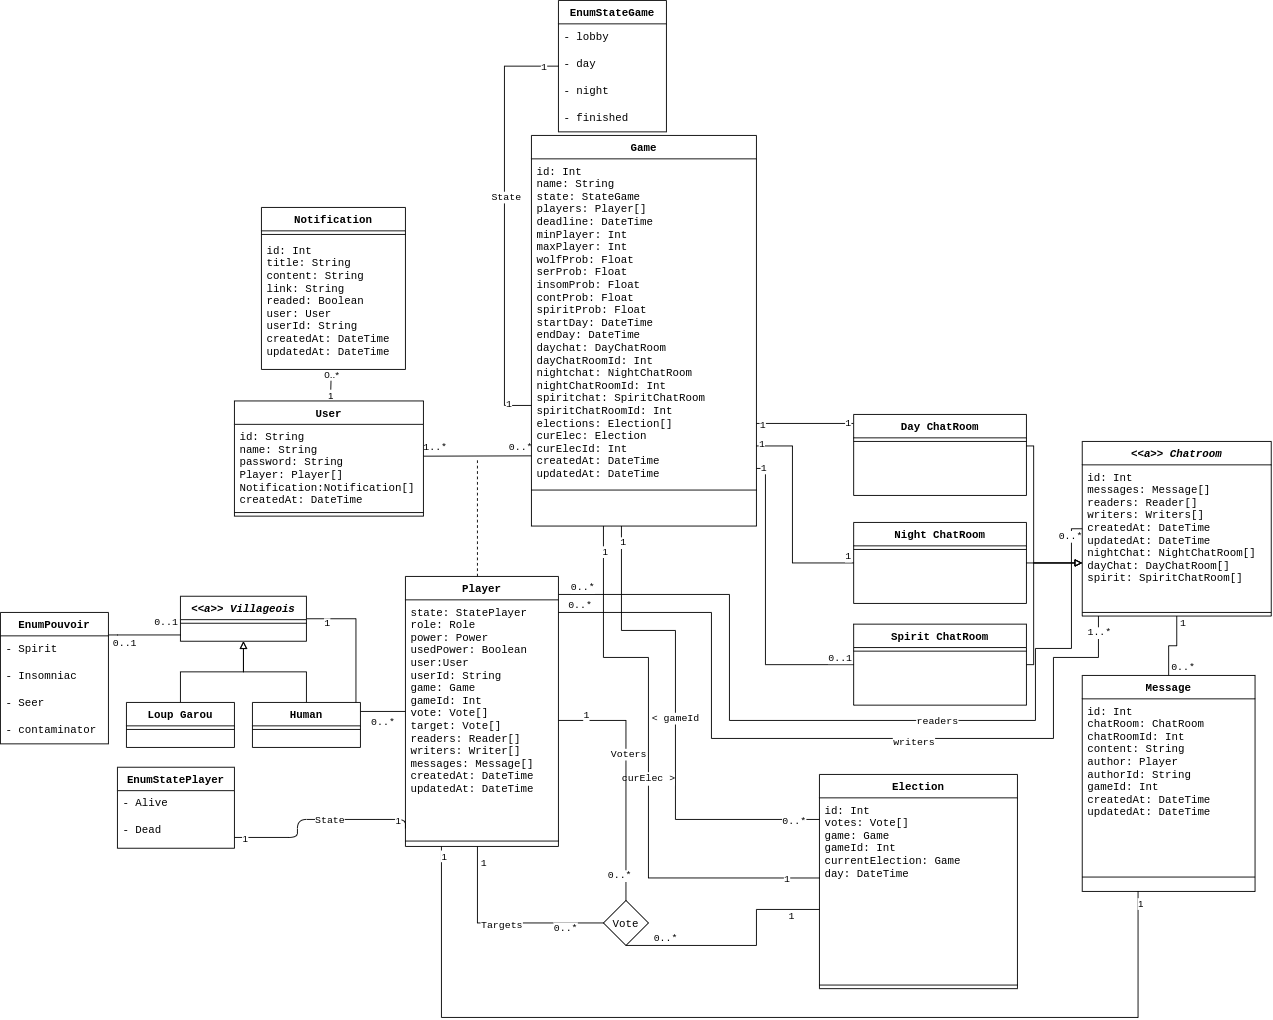 EnumStateGame
- lobby
- day
- night
- finished
1
State
1
Game
id: Int
name: String
state: StateGame
players: Player[]
deadline: DateTime
minPlayer: Int
maxPlayer: Int
wolfProb: Float
serProb: Float
insomProb: Float
contProb: Float
spiritProb: Float
startDay: DateTime
endDay: DateTime
daychat: DayChatRoom
dayChatRoomId: Int
nightchat: NightChatRoom
nightChatRoomId: Int
spiritchat: SpiritChatRoom
spiritChatRoomId: Int
elections: Election[]
curElec: Election
curElecId: Int
createdAt: DateTime
updatedAt: DateTime
Notification
id: Int
title: String
content: String
link: String
readed: Boolean
user: User
userId: String
createdAt: DateTime
updatedAt: DateTime
0..*
1
User
id: String
name: String
password: String
Player: Player[]
Notification:Notification[]
createdAt: DateTime
1..*
0..*
1
1
1
1
1
0..1
Day ChatRoom
Night ChatRoom
Spirit ChatRoom
<<a>> Chatroom
id: Int
messages: Message[]
readers: Reader[]
writers: Writers[]
createdAt: DateTime
updatedAt: DateTime
nightChat: NightChatRoom[]
dayChat: DayChatRoom[]
spirit: SpiritChatRoom[]
0..*
1..*
1
0..*
Message
id: Int
chatRoom: ChatRoom
chatRoomId: Int
content: String
author: Player
authorId: String
gameId: Int
createdAt: DateTime
updatedAt: DateTime
1
1
1
Player
state: StatePlayer
role: Role
power: Power
usedPower: Boolean
user:User
userId: String
game: Game
gameId: Int
vote: Vote[]
target: Vote[]
readers: Reader[]
writers: Writer[]
messages: Message[]
createdAt: DateTime
updatedAt: DateTime
0..*
0..*
readers
writers
EnumPouvoir
- Spirit
- Insomniac
- Seer
- contaminator
0..1
0..1
<<a>> Villageois
1
Loup Garou
Human
0..*
EnumStatePlayer
- Alive
- Dead
1
State
1
1
Voters
0..*
< gameId
curElec >
0..*
1
Election
id: Int
votes: Vote[]
game: Game
gameId: Int
currentElection: Game
day: DateTime
1
1
Targets
0..*
Vote
0..*
1